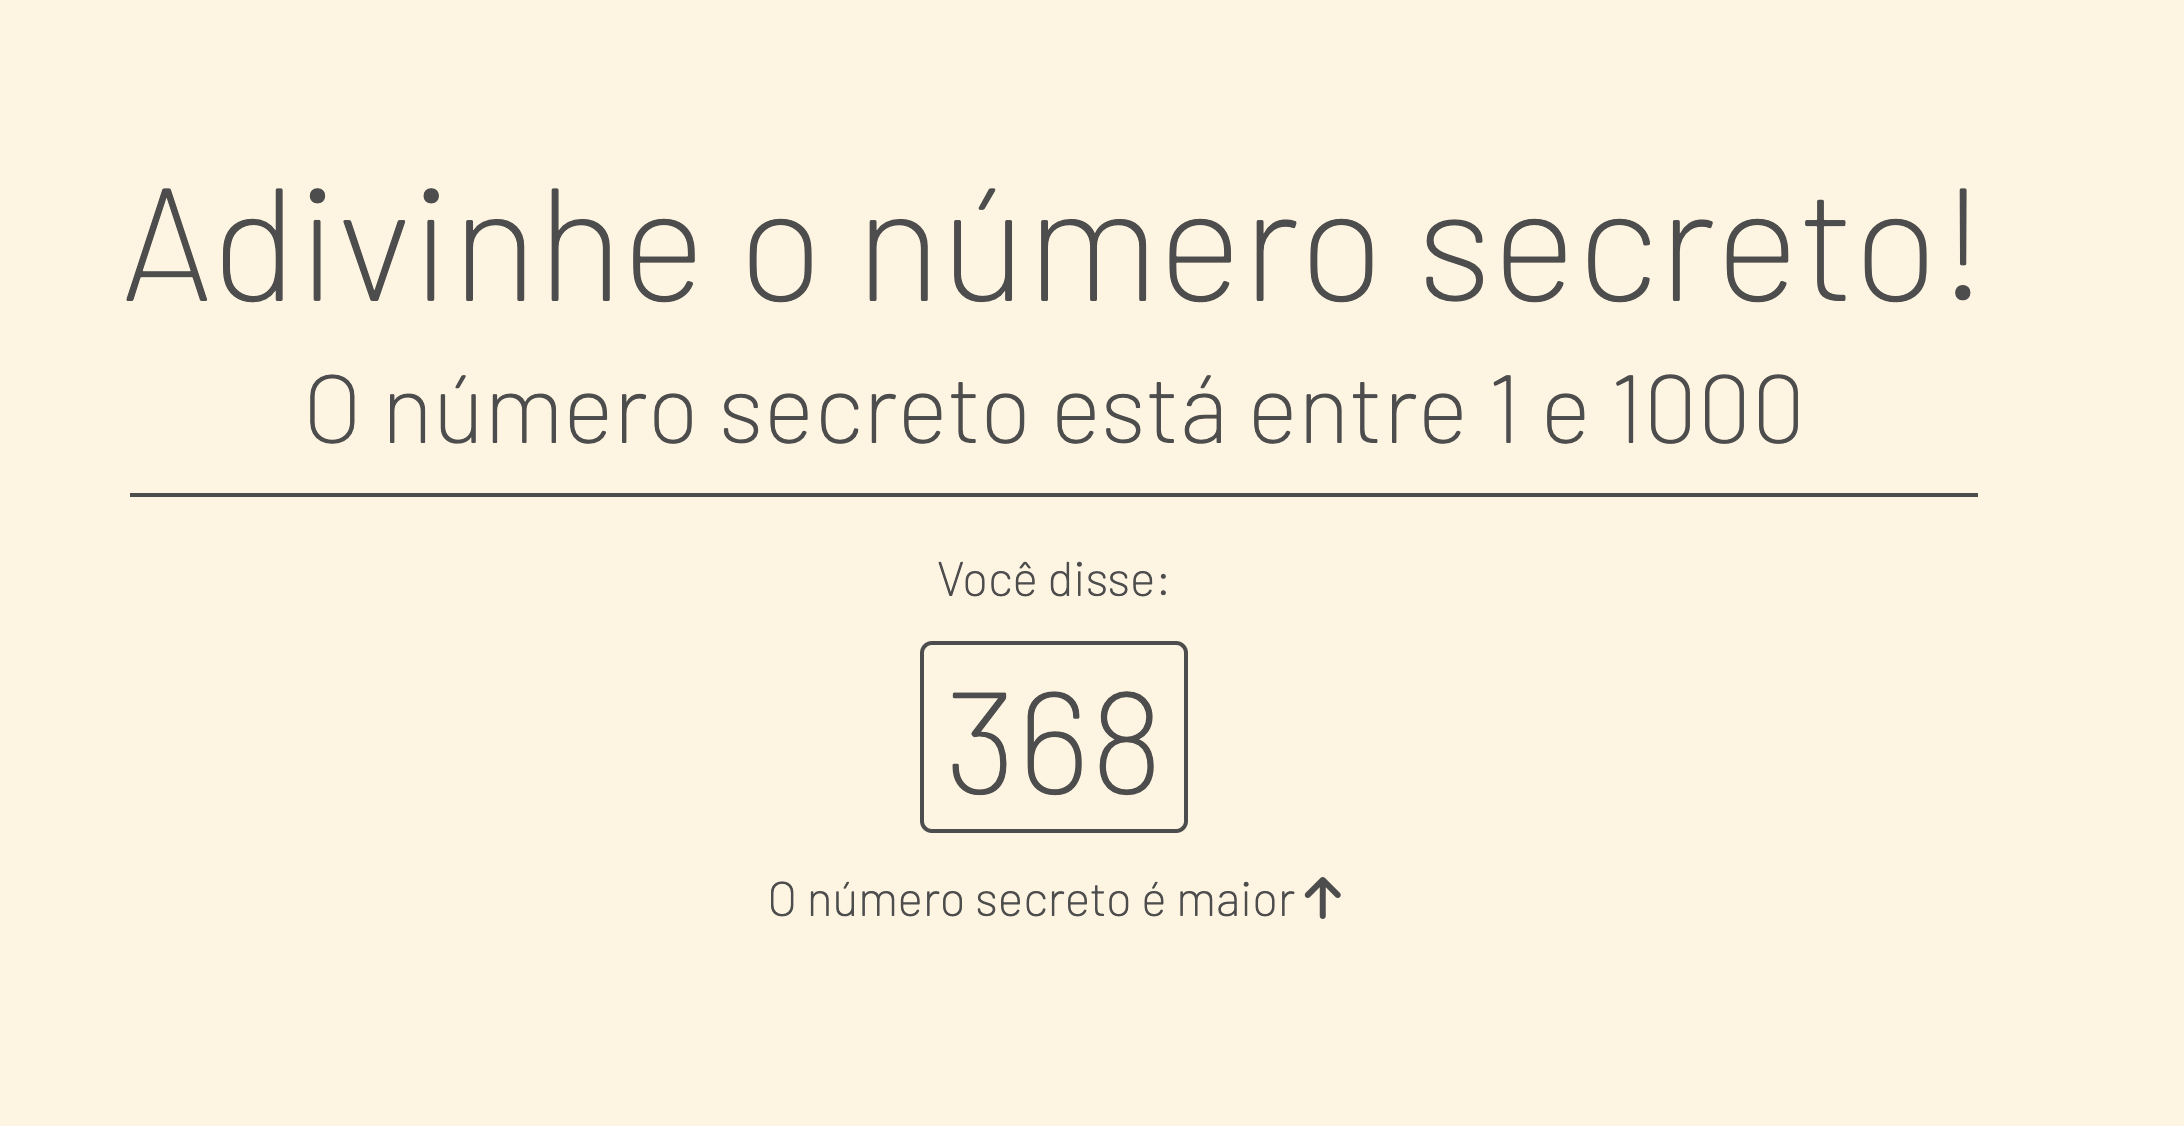 Adivinhe o número secreto!
O número secreto está entre 1 e 1000
Você disse:
368
O número secreto é maior